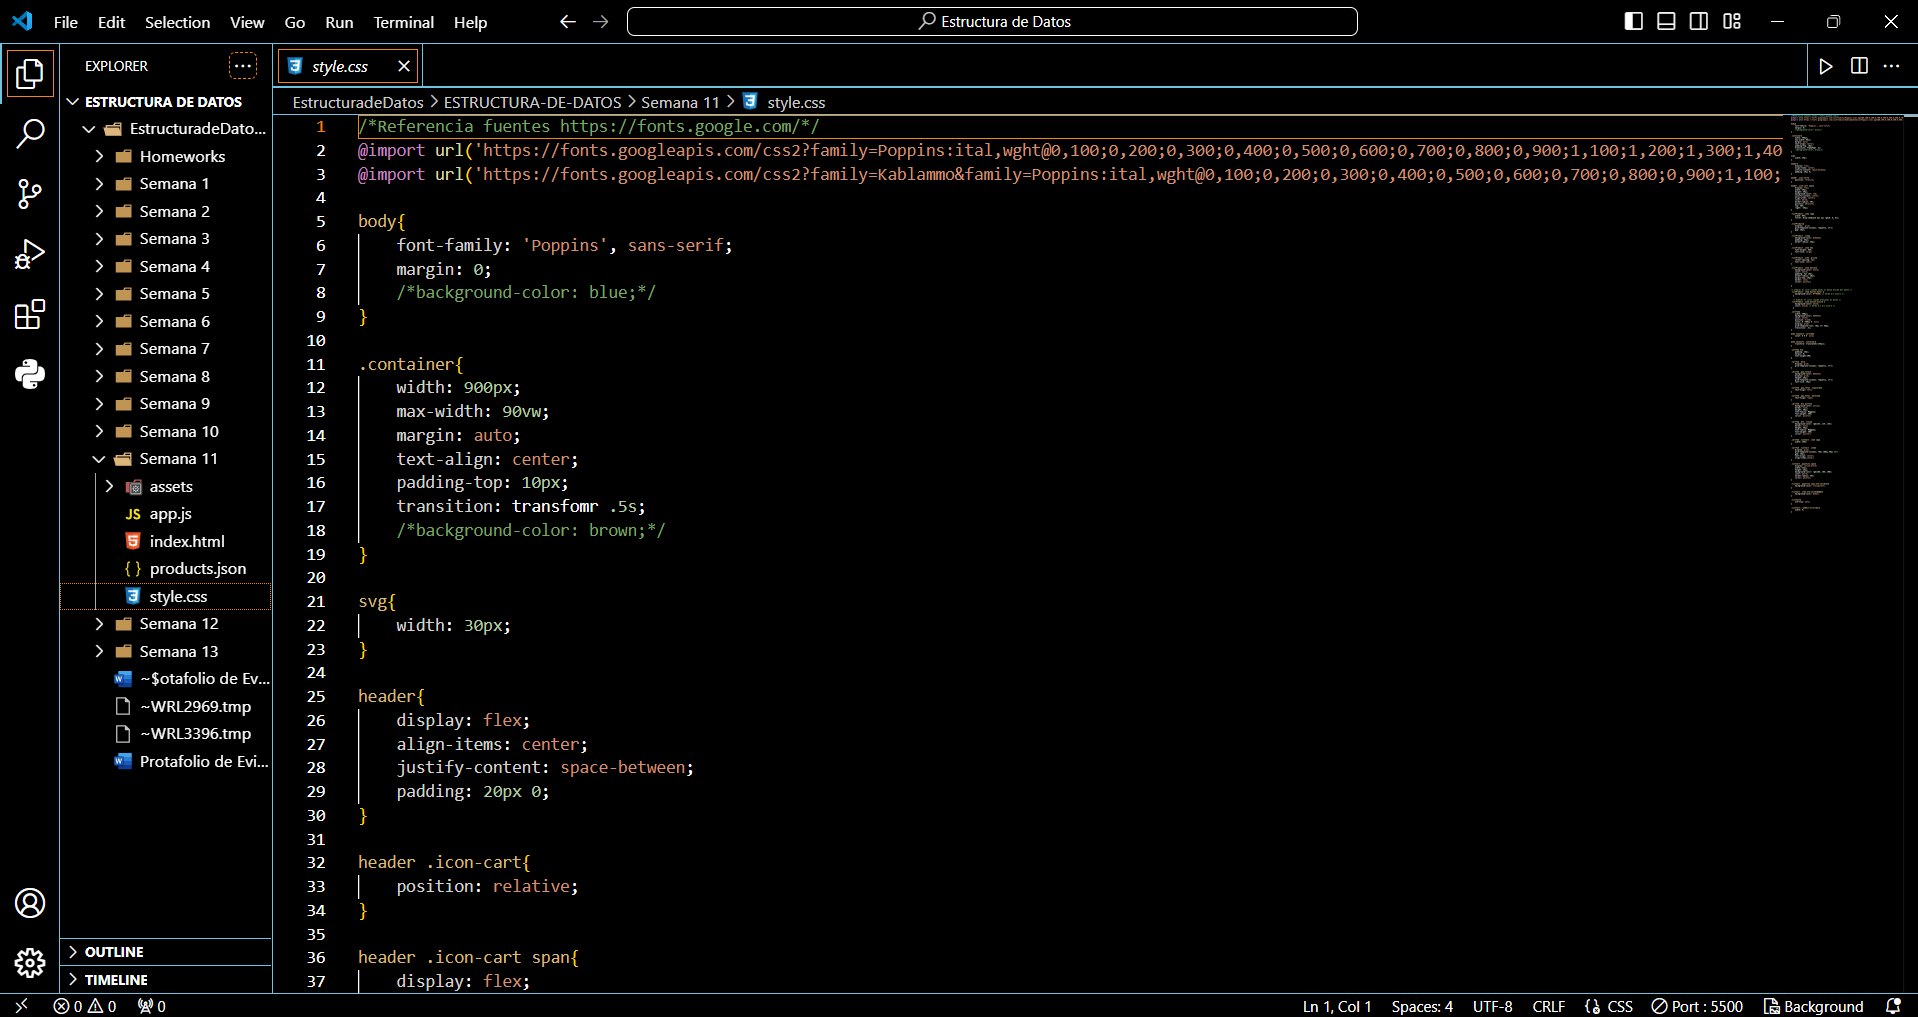 File Edit Selection View Go Run Terminal Help
Estructura de Datos
EXPLORER
ESTRUCTURA DE DATOS
EstructuradeDato...
Homeworks
Semana 1
Semana 2
Semana 3
Semana 4
Semana 5
Semana 6
Semana 7
Semana 8
Semana 9
Semana 10
Semana 11
assets
JS app.js
index.html
{ } products.json
style.css
Semana 12
Semana 13
~$otafolio de Ev...
~WRL2969.tmp
~WRL3396.tmp
Protafolio de Evi...
OUTLINE
TIMELINE
style.css
EstructuradeDatos > ESTRUCTURA-DE-DATOS > Semana 11 > style.css
1 /*Referencia fuentes https://fonts.google.com/*/
2 @import url('https://fonts.googleapis.com/css2?family=Poppins:ital,wght@0,100;0,200;0,300;0,400;0,500;0,600;0,700;0,800;0,900;1,100;1,200;1,300;1,40
3 @import url('https://fonts.googleapis.com/css2?family=Kablammo&family=Poppins:ital,wght@0,100;0,200;0,300;0,400;0,500;0,600;0,700;0,800;0,900;1,100;
4
5 body{
6 font-family: 'Poppins', sans-serif;
7 margin: 0;
8 /*background-color: blue;*/
9 }
10
11 .container{
12 width: 900px;
13 max-width: 90vw;
14 margin: auto;
15 text-align: center;
16 padding-top: 10px;
17 transition: transfomr .5s;
18 /*background-color: brown;*/
19 }
20
21 svg{
22 width: 30px;
23 }
24
25 header{
26 display: flex;
27 align-items: center;
28 justify-content: space-between;
29 padding: 20px 0;
30 }
31
32 header .icon-cart{
33 position: relative;
34 }
35
36 header .icon-cart span{
37 display: flex;
0 0 0
Ln 1, Col 1 Spaces: 4 UTF-8 CRLF CSS Port : 5500 Background